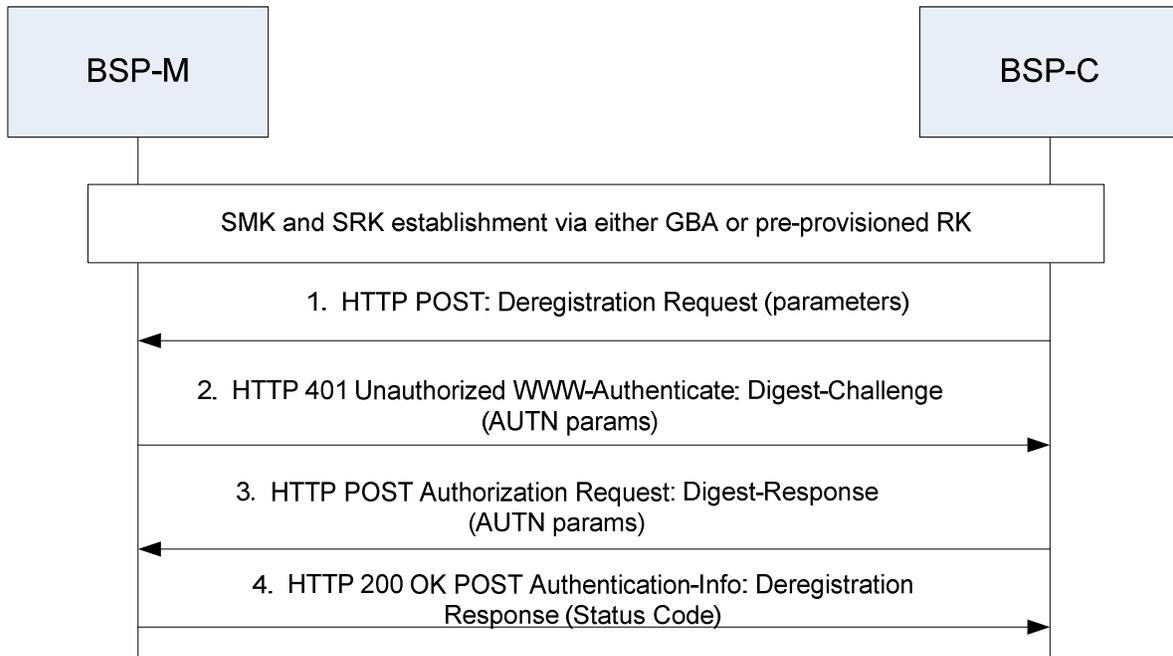 BSP-M
BSP-C
SMK and SRK establishment via either GBA or pre-provisioned RK
1. HTTP POST: Deregistration Request (parameters)
2. HTTP 401 Unauthorized WWW-Authenticate: Digest-Challenge
(AUTN params)
3. HTTP POST Authorization Request: Digest-Response
(AUTN params)
4. HTTP 200 OK POST Authentication-Info: Deregistration
Response (Status Code)